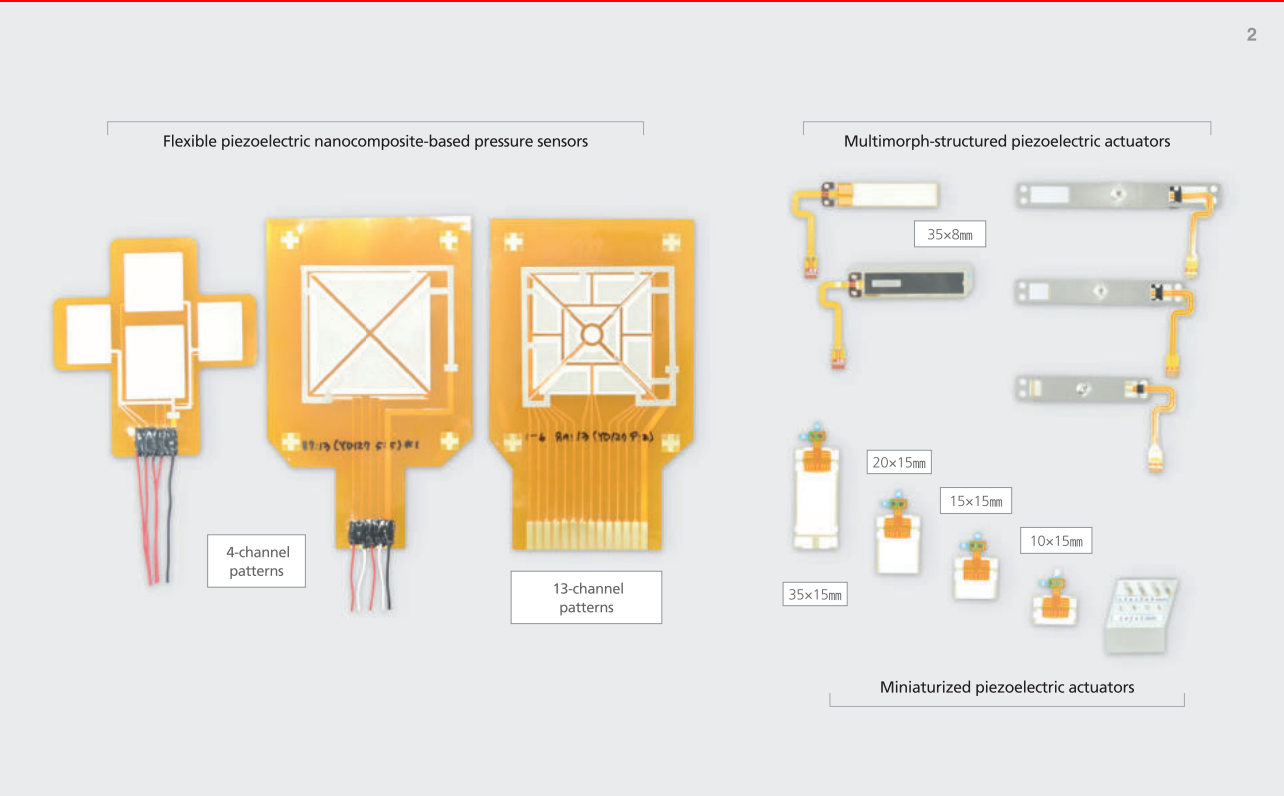 2
Flexible piezoelectric nanocomposite-based pressure sensors
Multimorph-structured piezoelectric actuators
35×8㎜
20×15㎜
15×15㎜
10×15㎜
4-channel
patterns
13-channel
patterns
35×15㎜
Miniaturized piezoelectric actuators